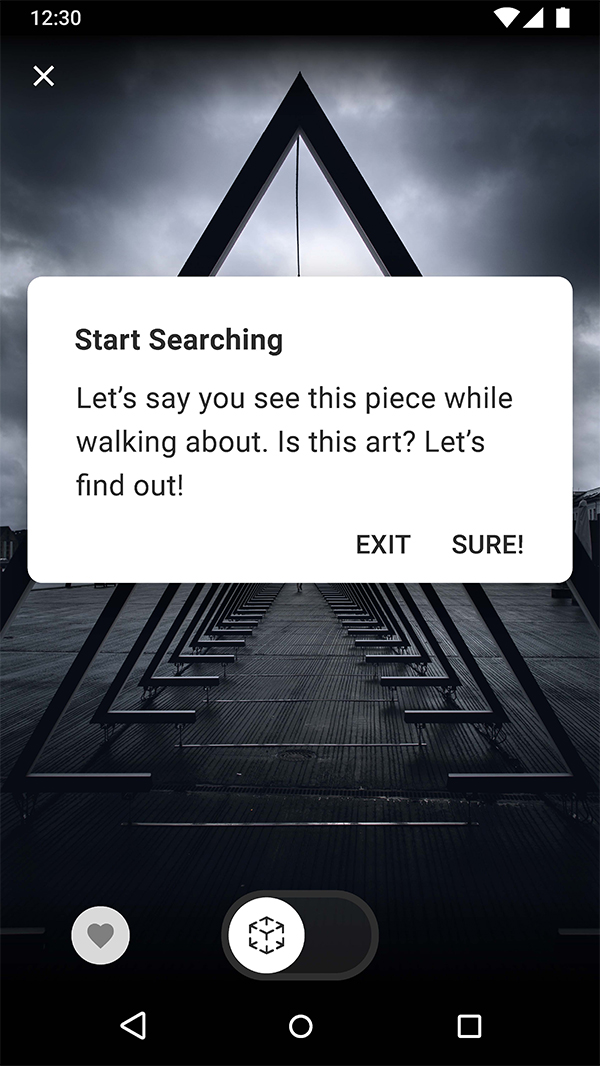 12:30
Start Searching
Let’s say you see this piece while
walking about. Is this art? Let’s
find out!
EXIT SURE!